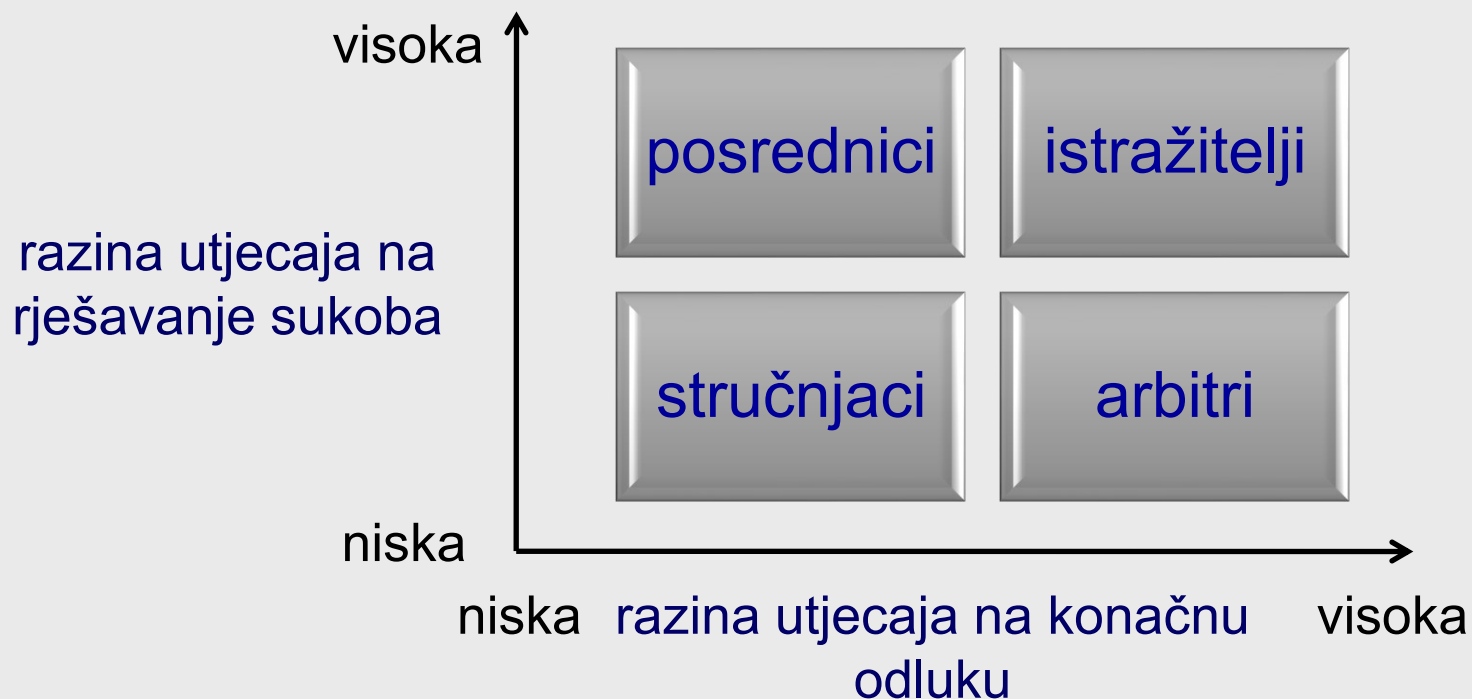 visoka
posrednici
istražitelji
razina utjecaja na
rješavanje sukoba
stručnjaci
arbitri
niska
niska
razina utjecaja na konačnu
odluku
visoka